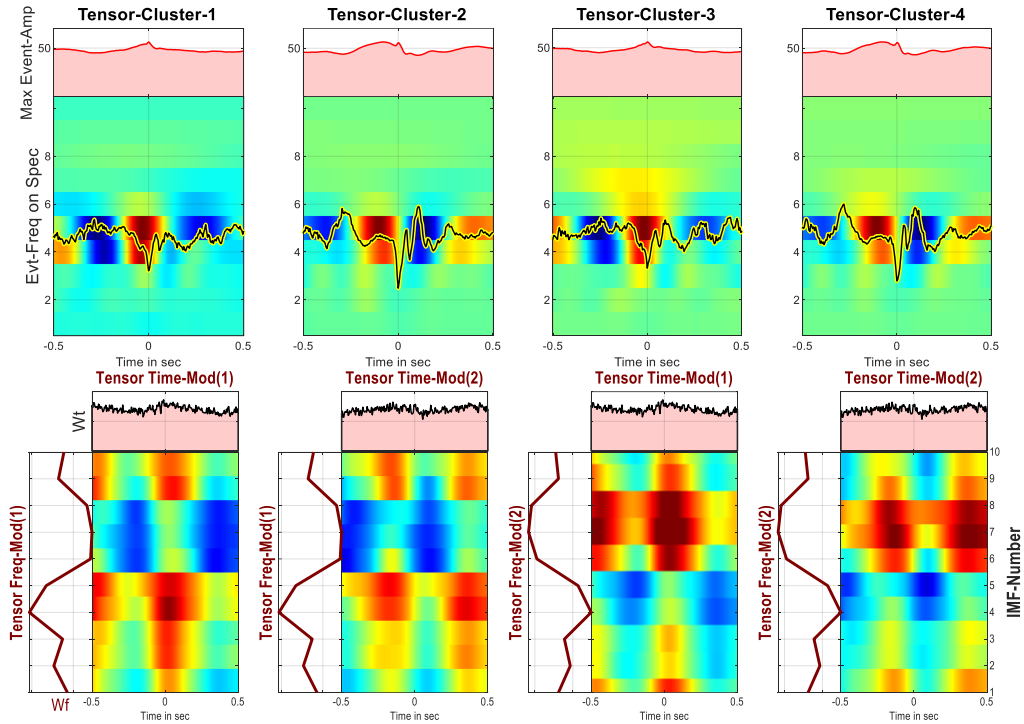 Tensor-Cluster-1 Tensor-Cluster-2 Tensor-Cluster-3 Tensor-Cluster-4
Max Event-Amp
50 50
Evt-Freq on Spec
8 8 8 8
6 6 6 6
4 4 4 4
2 2 2 2
-0.5 0 0.5 -0.5 0 0.5 -0.5 0 0.5 -0.5 0 0.5
Time in sec Time in sec Time in sec Time in sec
Tensor Time-Mod(1) Tensor Time-Mod(2) Tensor Time-Mod(1) Tensor Time-Mod(2)
Wt
Tensor Freq-Mod(1) Tensor Freq-Mod(1) Tensor Freq-Mod(2) Tensor Freq-Mod(2)
10
9
8
7
6
5
4
3
2
1
IMF-Number
Wf
-0.5 0 0.5 -0.5 0 0.5 -0.5 0 0.5 -0.5 0 0.5
Time in sec Time in sec Time in sec Time in sec